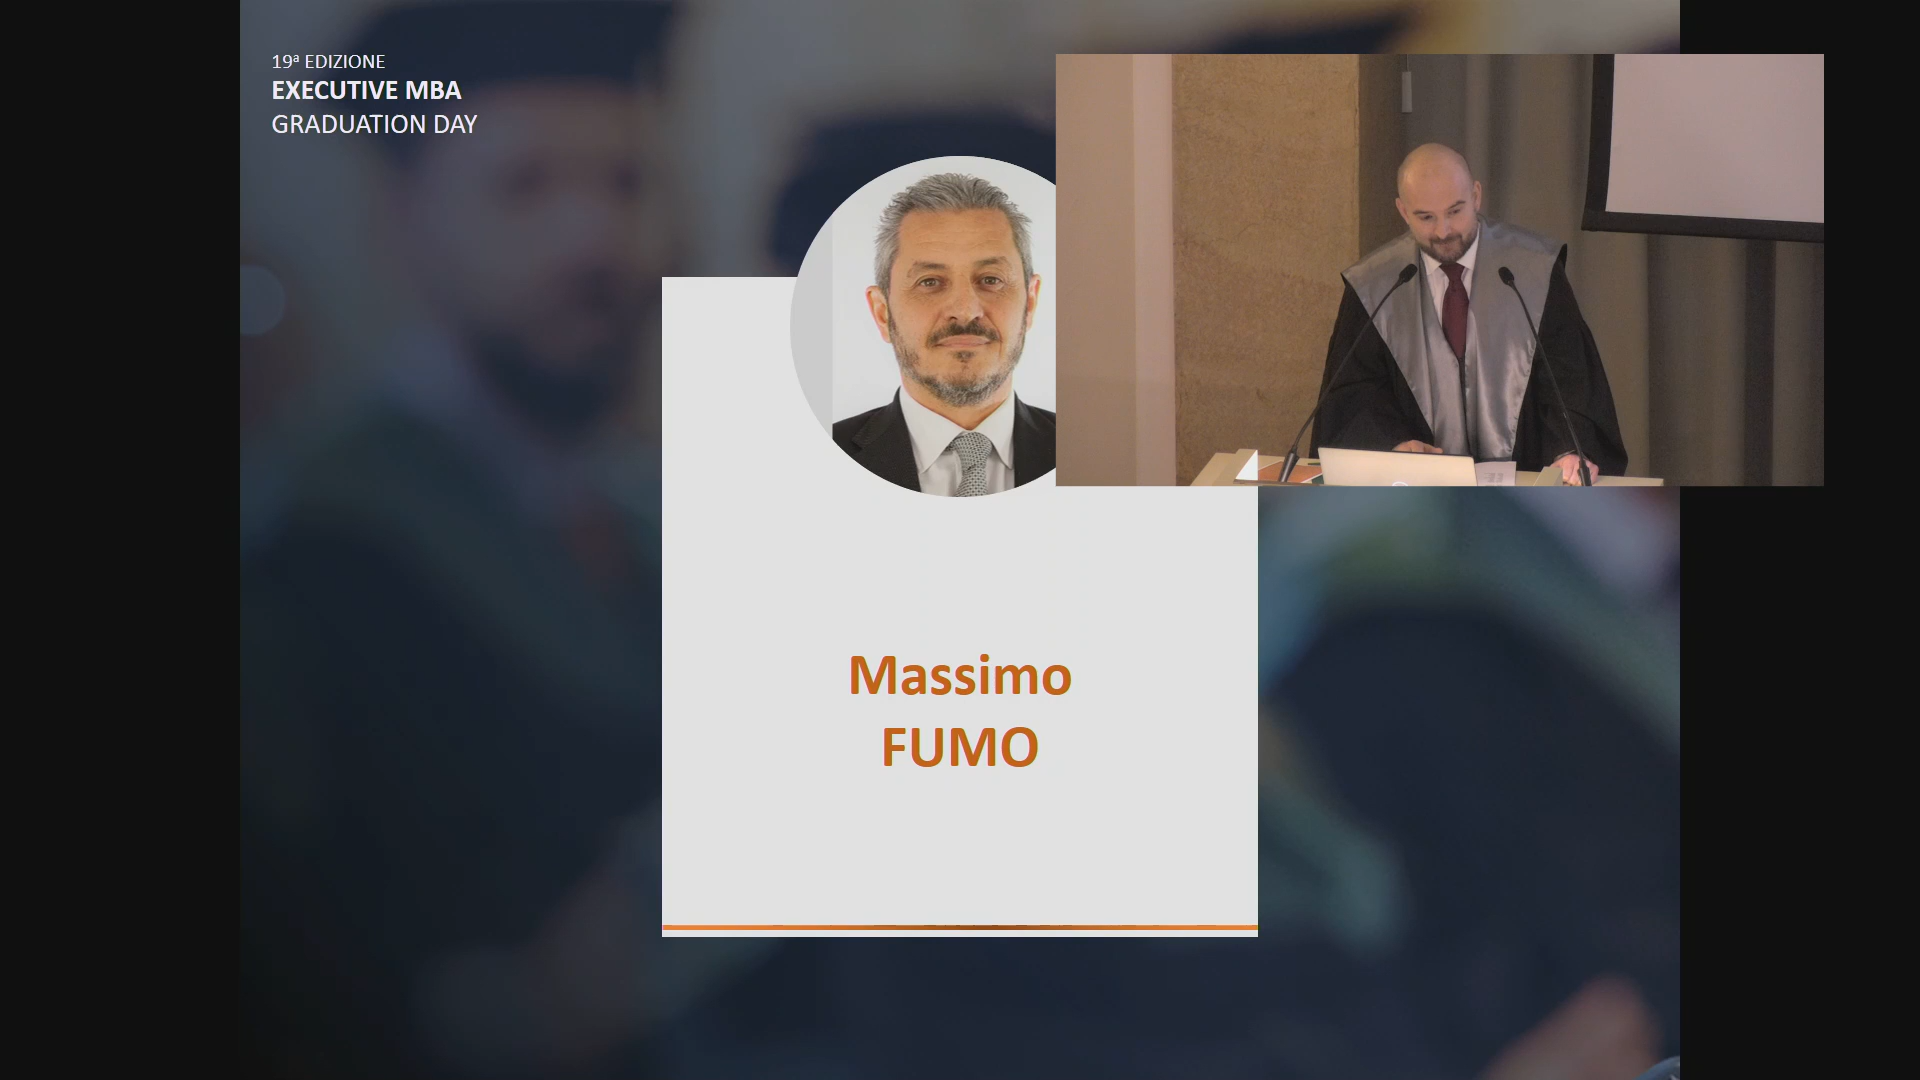 19ª EDIZIONE
EXECUTIVE MBA
GRADUATION DAY
Massimo
FUMO